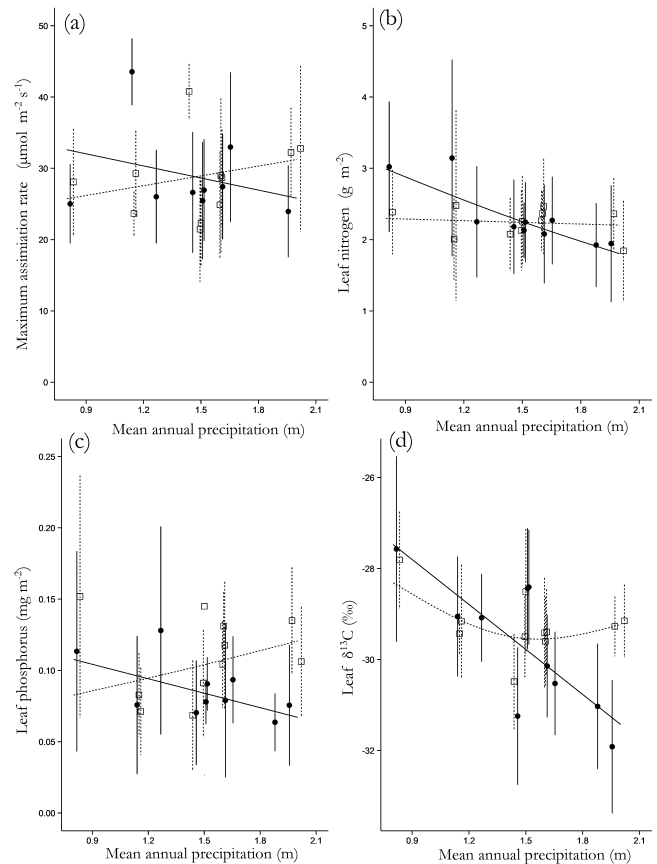 (a)
Maximum assimiation rate (µmol m⁻² s⁻¹)
50
40
30
20
10
0
0.9 1.2 1.5 1.8 2.1
Mean annual precipitation (m)
(b)
Leaf nitrogen (g m⁻²)
5
4
3
2
1
0
0.9 1.2 1.5 1.8 2.1
Mean annual precipitation (m)
(c)
Leaf phosphorus (mg m⁻²)
0.25
0.20
0.15
0.10
0.05
0.00
0.9 1.2 1.5 1.8 2.1
Mean annual precipitation (m)
(d)
Leaf δ¹³C (‰)
-26
-28
-30
-32
0.9 1.2 1.5 1.8 2.1
Mean annual precipitation (m)